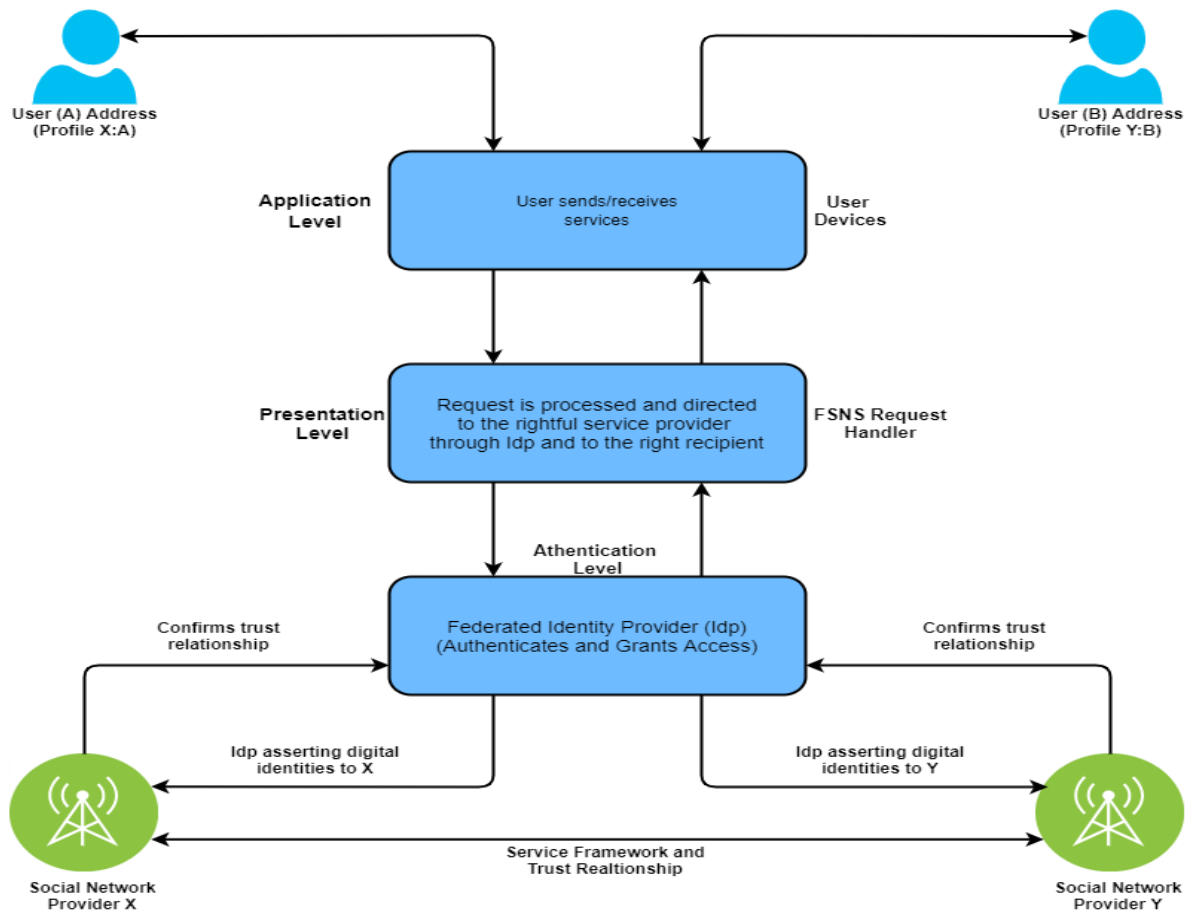 User (A) Address
(Profile X:A)
User (B) Address
(Profile Y:B)
Application
Level
User sends/receives
services
User
Devices
Presentation
Level
Request is processed and directed
to the rightful service provider
through Idp and to the right recipient
FSNS Request
Handler
Athentication
Level
Federated Identity Provider (Idp)
(Authenticates and Grants Access)
Confirms trust
relationship
Confirms trust
relationship
Idp asserting digital
identities to X
Idp asserting digital
identities to Y
Service Framework and
Trust Realtionship
Social Network
Provider X
Social Network
Provider Y